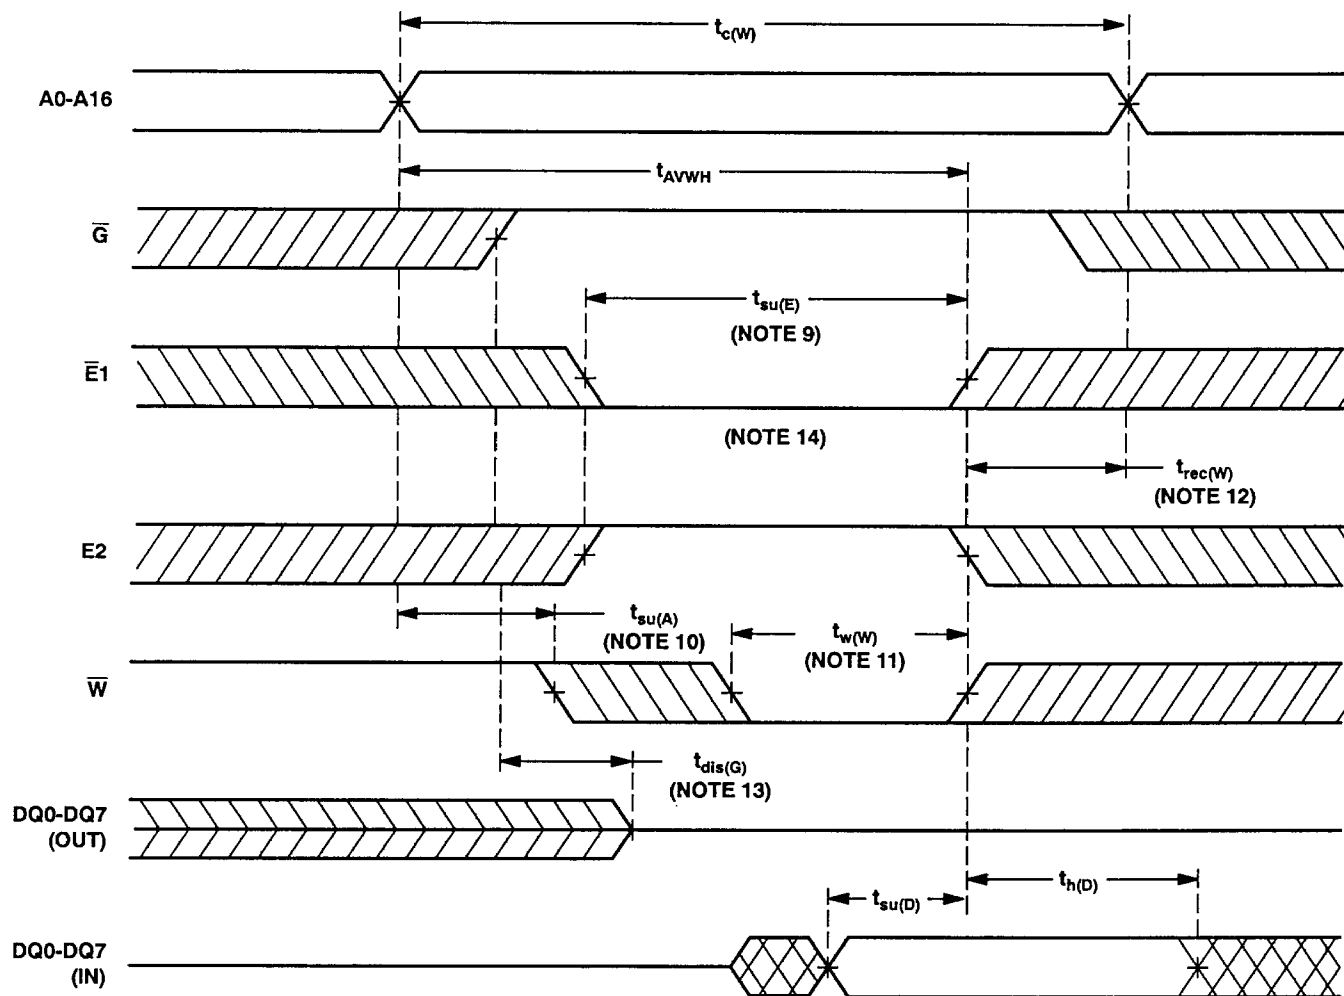 t_c(W)
A0-A16
t_AVWH
G̅
t_su(E)
(NOTE 9)
E̅1
(NOTE 14)
t_rec(W)
(NOTE 12)
E2
t_su(A)
(NOTE 10)
t_w(W)
(NOTE 11)
W̅
t_dis(G)
(NOTE 13)
DQ0-DQ7
(OUT)
t_h(D)
t_su(D)
DQ0-DQ7
(IN)